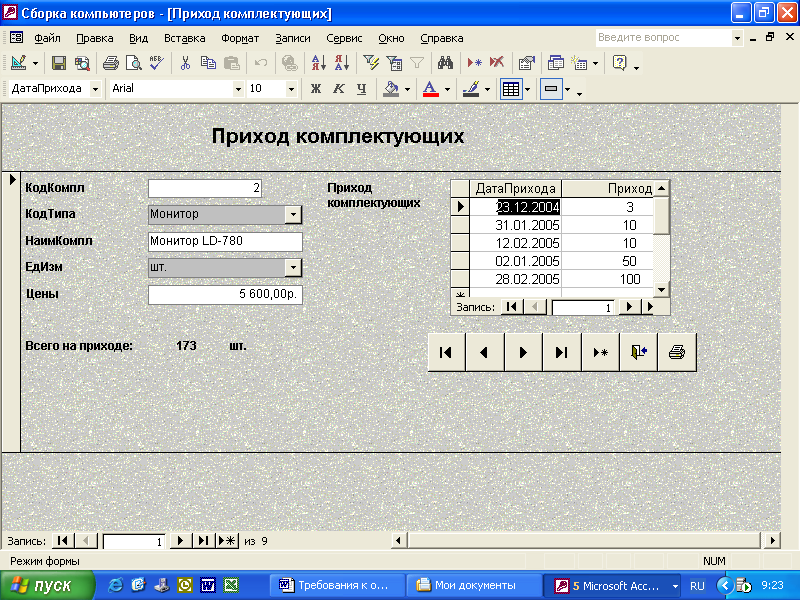 Сборка компьютеров - [Приход комплектующих]
Файл Правка Вид Вставка Формат Записи Сервис Окно Справка Введите вопрос
ДатаПрихода Arial 10 Ж К Ч
Приход комплектующих
КодКомпл 2
КодТипа Монитор
НаимКомпл Монитор LD-780
ЕдИзм шт.
Цены 5 600,00р.
Всего на приходе: 173 шт.
Приход
комплектующих
ДатаПрихода Приход
23.12.2004 3
31.01.2005 10
12.02.2005 10
02.01.2005 50
28.02.2005 100
Запись: 1
Запись: 1 из 9
Режим формы NUM
пуск Требования к о... Мои документы 5 Microsoft Acc... RU 9:23